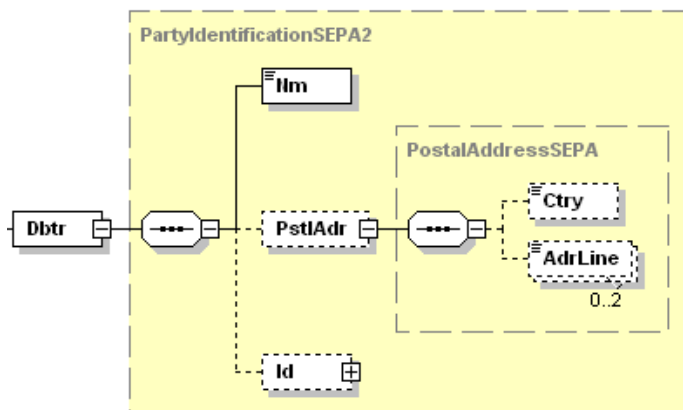 PartyIdentificationSEPA2
Nm
PostalAddressSEPA
Ctry
Dbtr
PstlAdr
AdrLine
0..2
Id